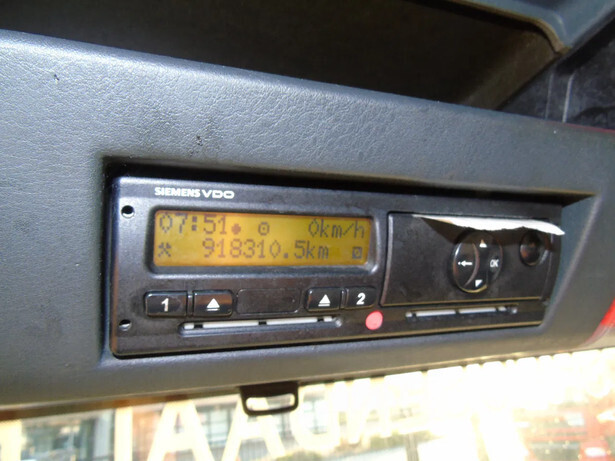 SIEMENS VDO
07:51 0km/h
918310.5km
1 2
OK